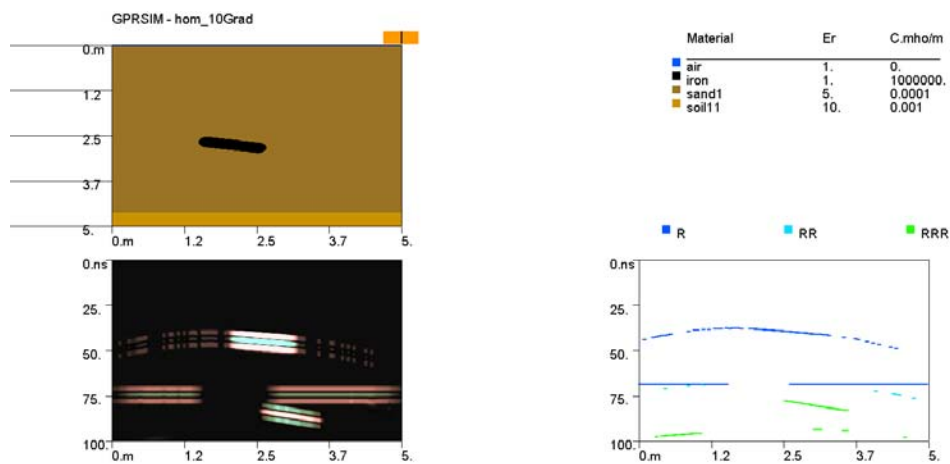 GPRSIM - hom_10Grad
0.m
1.2
2.5
3.7
5.
0.m 1.2 2.5 3.7 5.
Material Er C.mho/m
air 1. 0.
iron 1. 1000000.
sand1 5. 0.0001
soil11 10. 0.001
R RR RRR
0.ns
25.
50.
75.
100.
0.m 1.2 2.5 3.7 5.
0.ns
25.
50.
75.
100.
0.m 1.2 2.5 3.7 5.